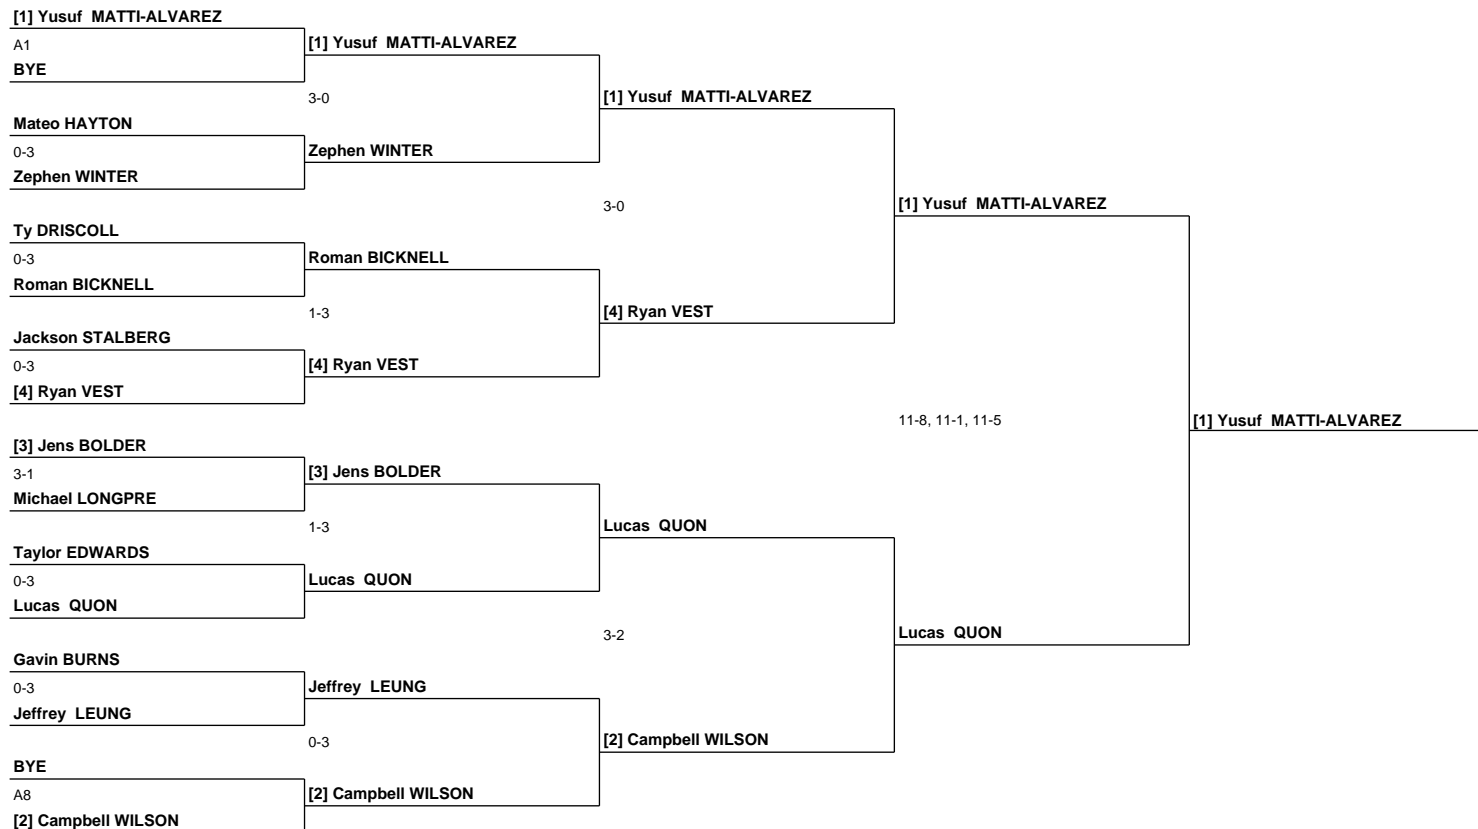 [1] Yusuf  MATTI-ALVAREZ
A1
BYE
[1] Yusuf  MATTI-ALVAREZ
3-0
Mateo HAYTON
0-3
Zephen WINTER
Zephen WINTER
[1] Yusuf  MATTI-ALVAREZ
3-0
Ty DRISCOLL
0-3
Roman BICKNELL
Roman BICKNELL
1-3
Jackson STALBERG
0-3
[4] Ryan VEST
[4] Ryan VEST
[4] Ryan VEST
[1] Yusuf  MATTI-ALVAREZ
11-8, 11-1, 11-5
[1] Yusuf  MATTI-ALVAREZ
[3] Jens BOLDER
3-1
Michael LONGPRE
[3] Jens BOLDER
1-3
Taylor EDWARDS
0-3
Lucas  QUON
Lucas  QUON
Lucas  QUON
3-2
Lucas  QUON
Gavin BURNS
0-3
Jeffrey  LEUNG
Jeffrey  LEUNG
0-3
BYE
A8
[2] Campbell WILSON
[2] Campbell WILSON
[2] Campbell WILSON